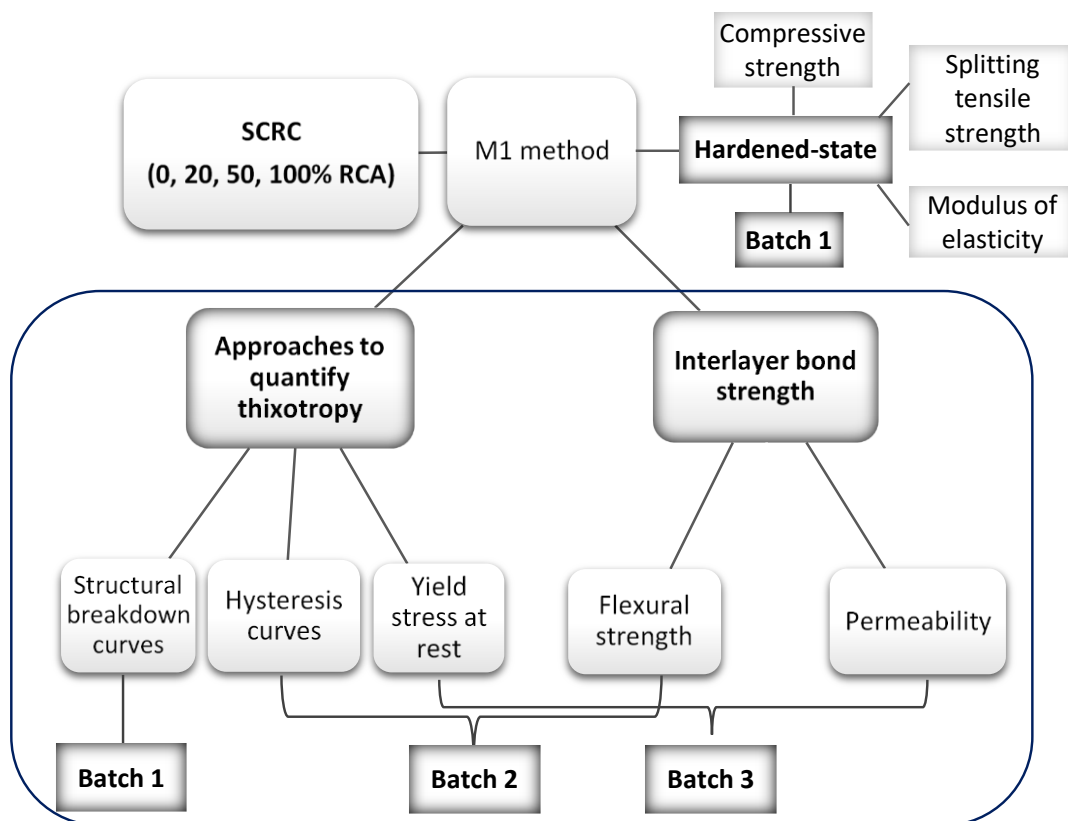 Compressive
strength
Splitting
tensile
strength
SCRC
(0, 20, 50, 100% RCA)
M1 method
Hardened-state
Modulus of
elasticity
Batch 1
Approaches to
quantify
thixotropy
Interlayer bond
strength
Structural
breakdown
curves
Hysteresis
curves
Yield
stress at
rest
Flexural
strength
Permeability
Batch 1
Batch 2
Batch 3